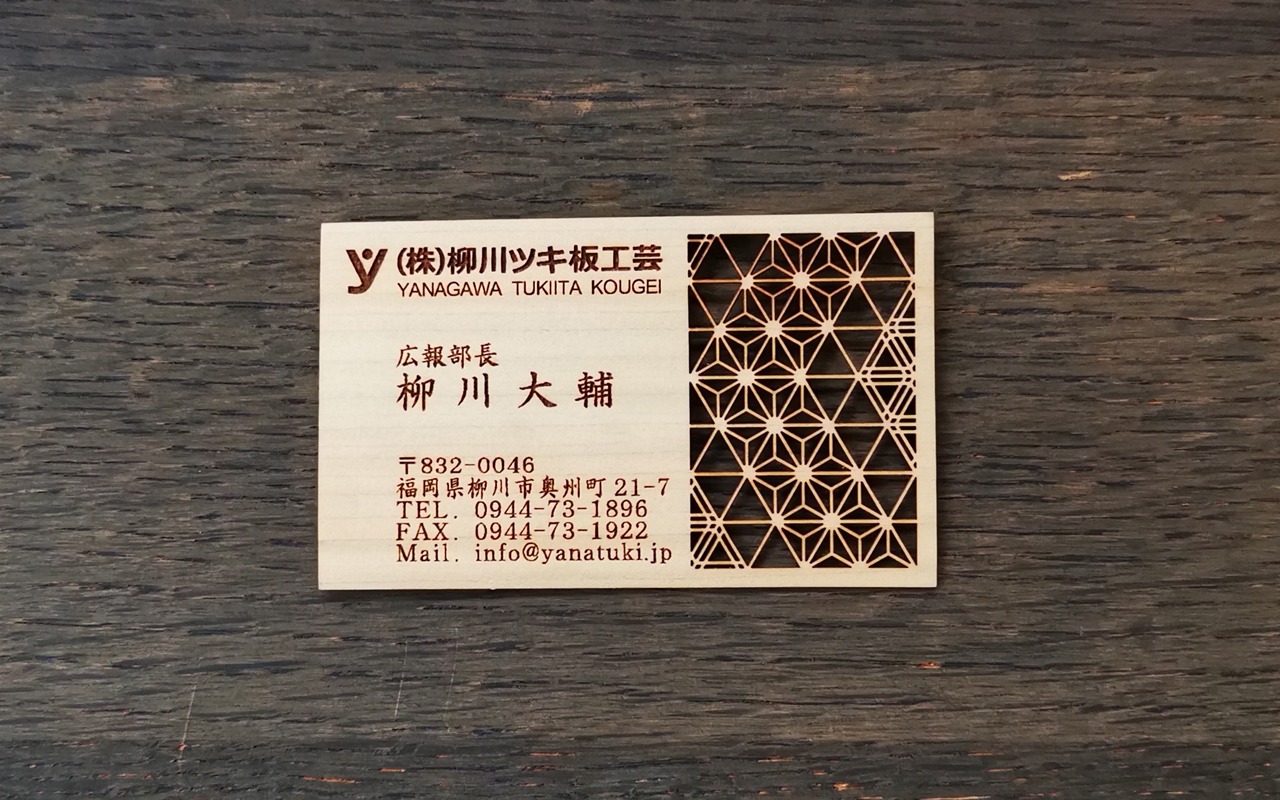 y (株)柳川ツキ板工芸
YANAGAWA TUKIITA KOUGEI
広報部長
柳川大輔
〒832-0046
福岡県柳川市奥州町21-7
TEL. 0944-73-1896
FAX. 0944-73-1922
Mail. info@yanatuki.jp